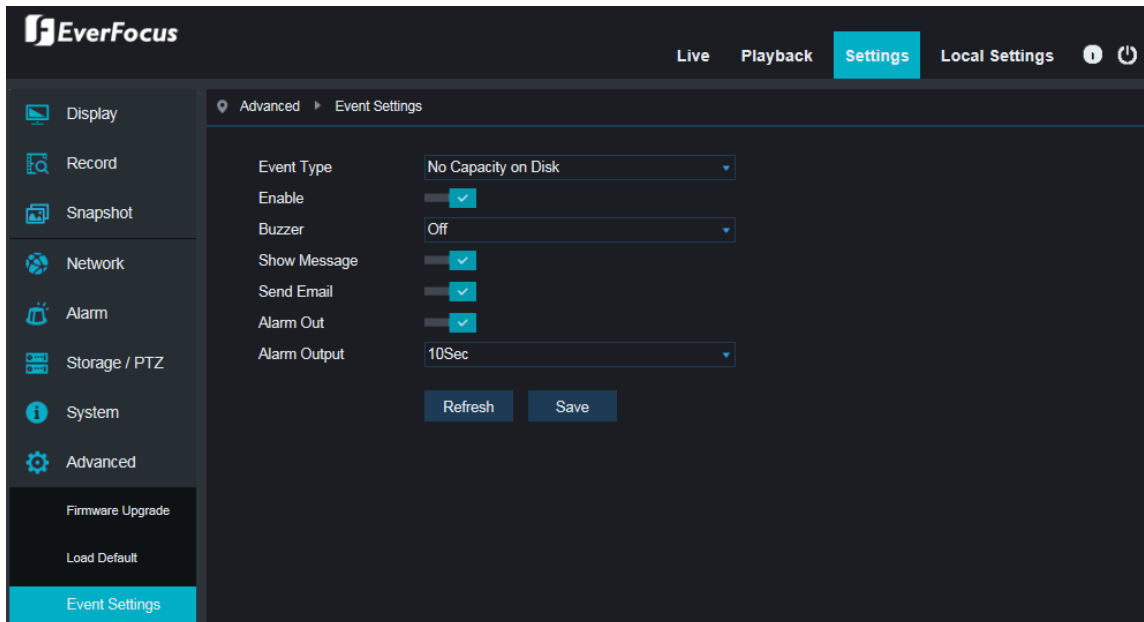 EverFocus
Live Playback Settings Local Settings
Display
Record
Snapshot
Network
Alarm
Storage / PTZ
System
Advanced
Firmware Upgrade
Load Default
Event Settings
Advanced Event Settings
Event Type No Capacity on Disk
Enable
Buzzer Off
Show Message
Send Email
Alarm Out
Alarm Output 10Sec
Refresh Save